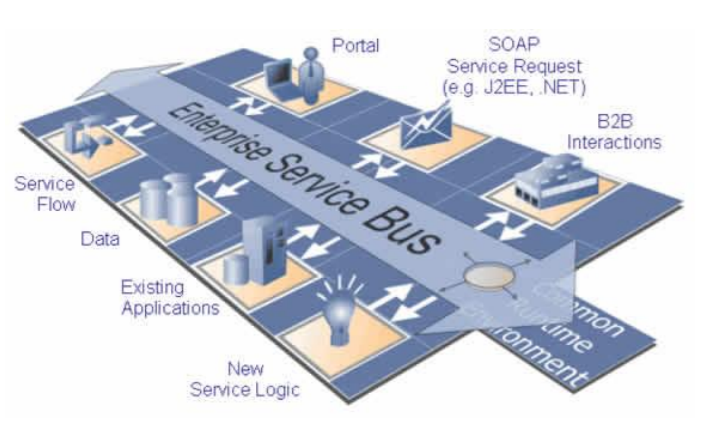 Portal
SOAP
Service Request
(e.g. J2EE, .NET)
B2B
Interactions
Enterprise Service Bus
Service
Flow
Data
Existing
Applications
New
Service Logic
Common
Runtime
Environment